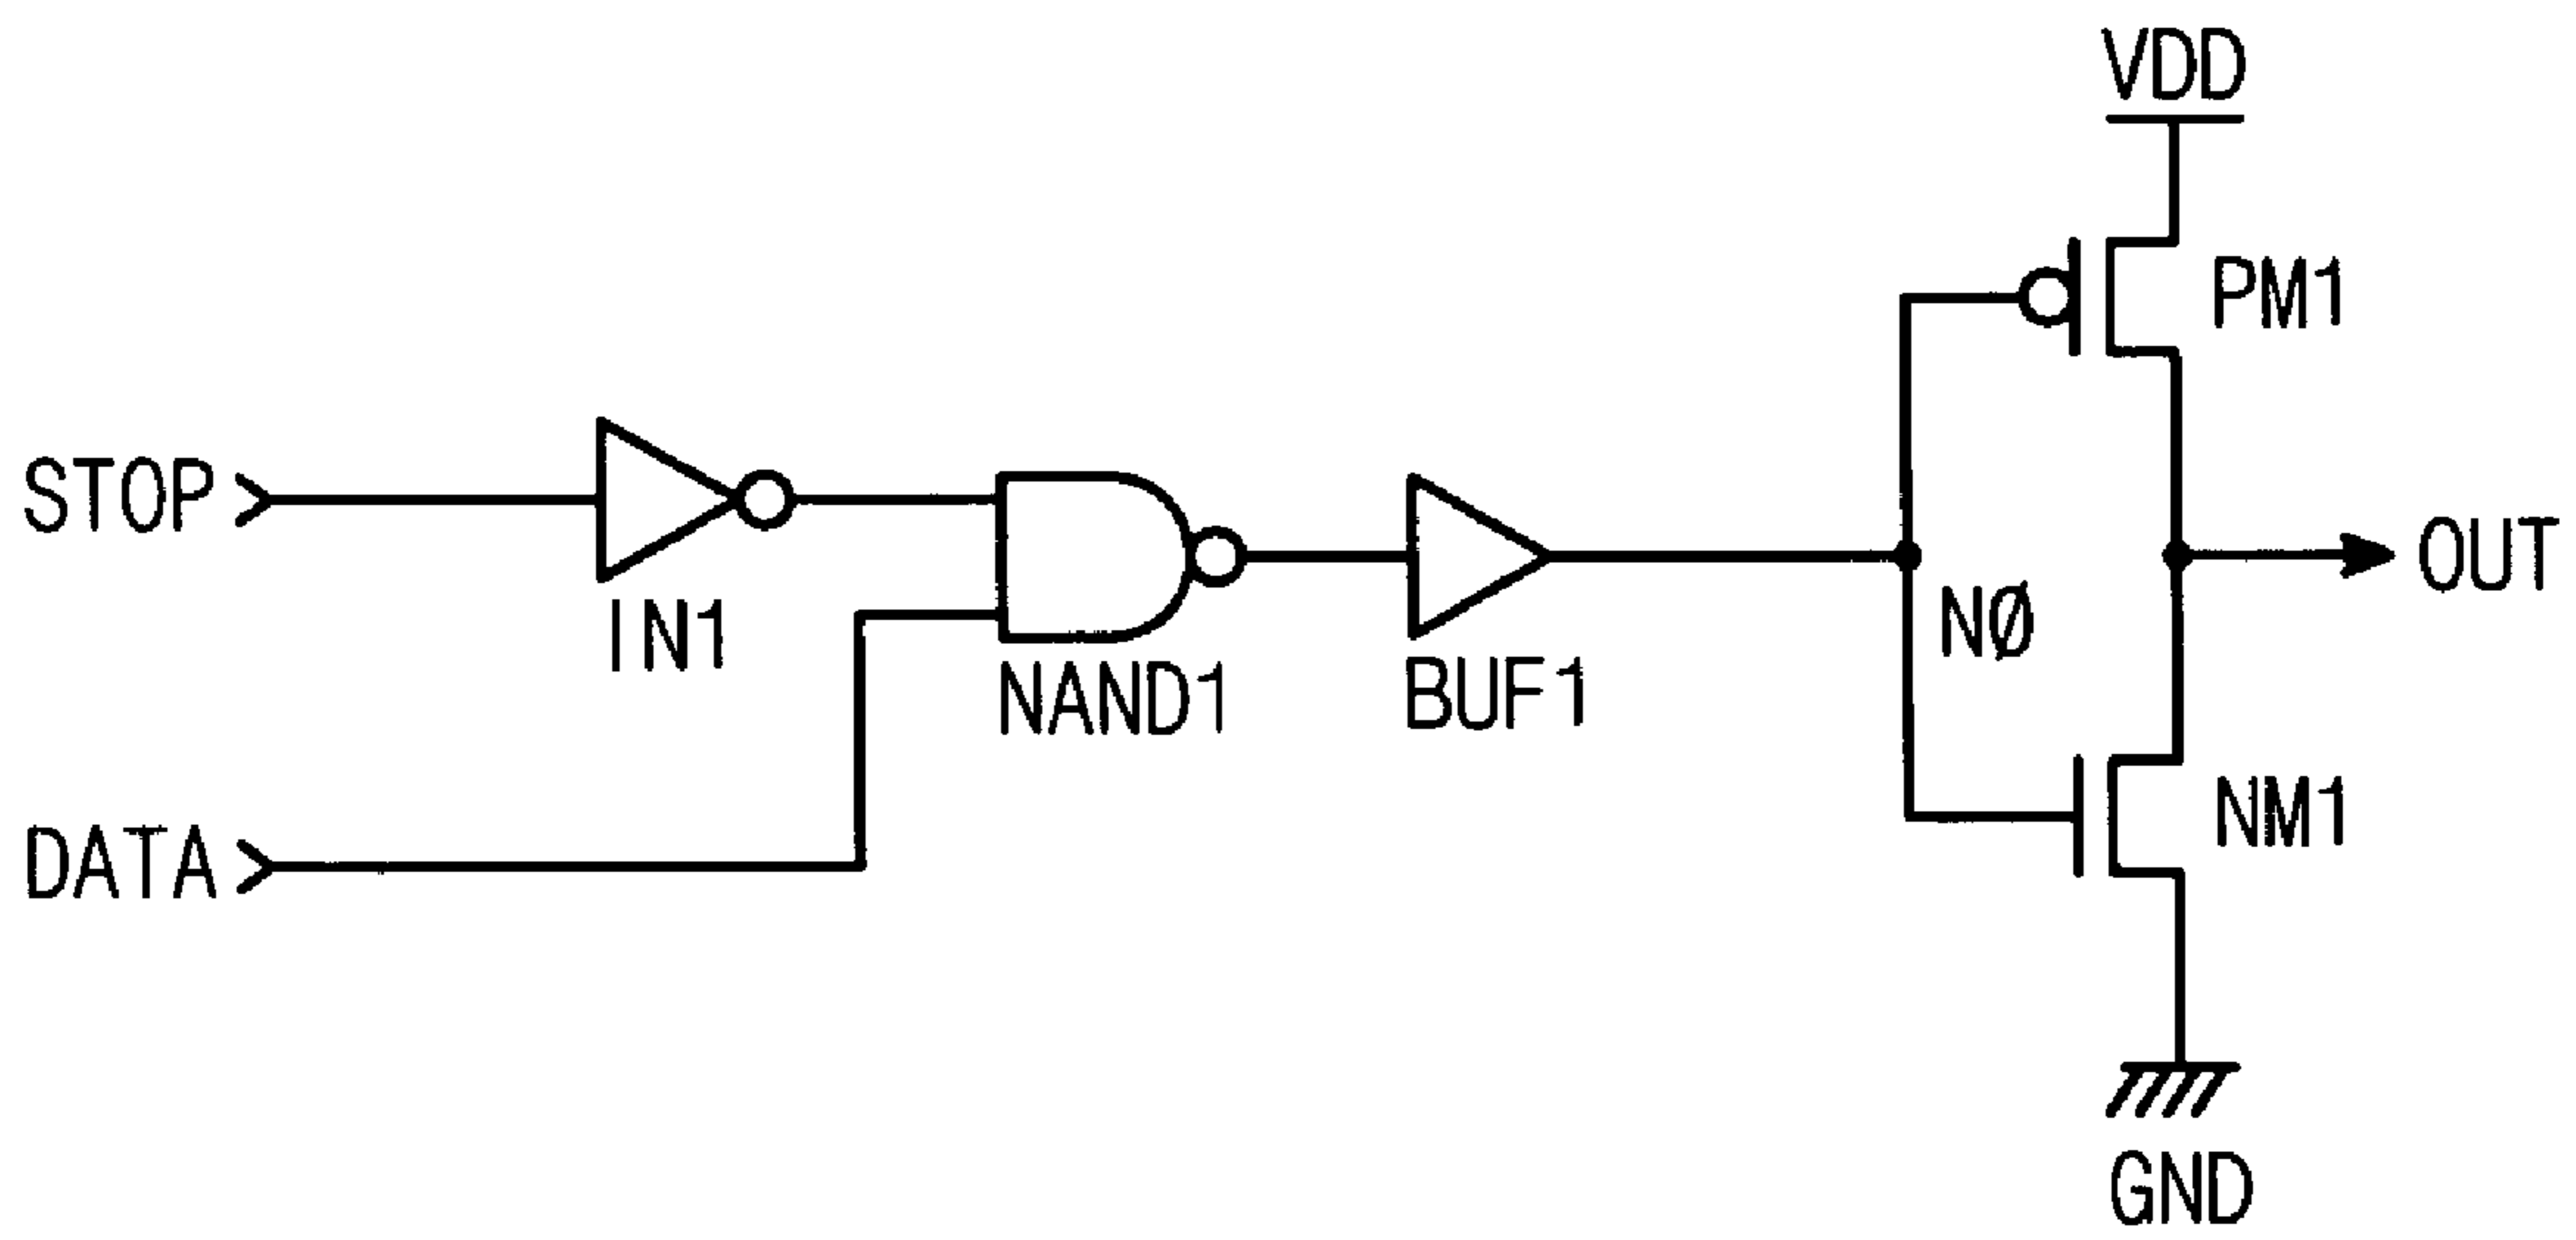 VDD
PM1
STOP
IN1
NAND1
BUF1
NØ
OUT
DATA
NM1
GND